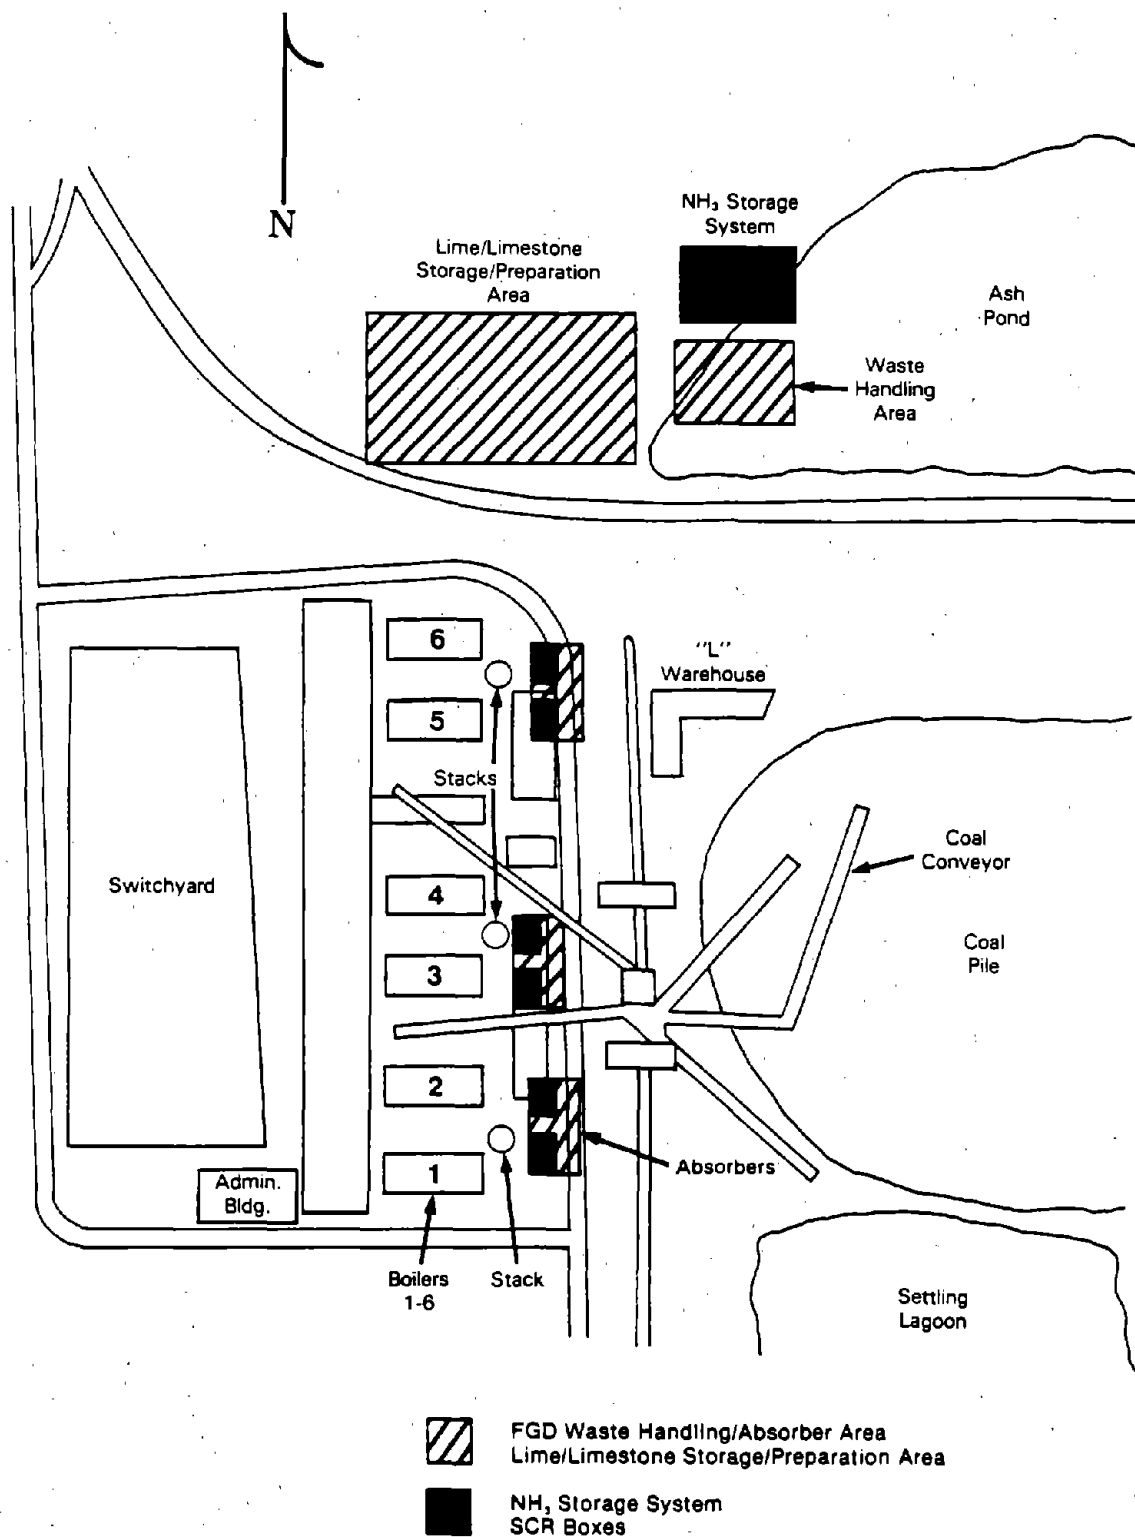 N
NH₃ Storage
System
Lime/Limestone
Storage/Preparation
Area
Ash
Pond
Waste
Handling
Area
6
"L"
Warehouse
5
Stacks
Coal
Conveyor
Switchyard
4
Coal
Pile
3
2
Absorbers
1
Admin.
Bldg.
Boilers
1-6
Stack
Settling
Lagoon
FGD Waste Handling/Absorber Area
Lime/Limestone Storage/Preparation Area
NH₃ Storage System
SCR Boxes